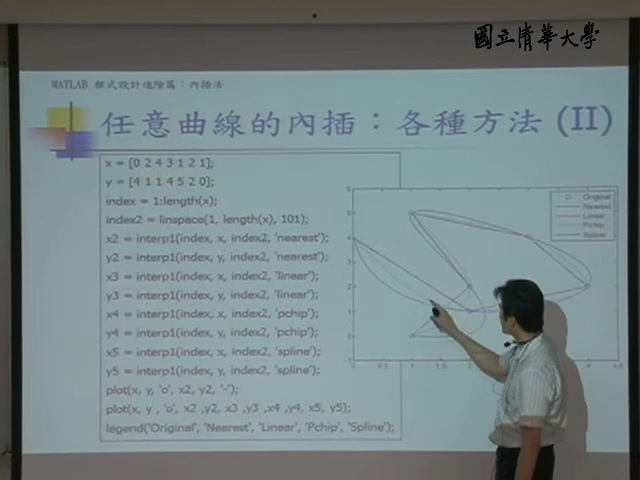 國立清華大學
MATLAB 程式設計進階篇：內插法
任意曲線的內插：各種方法 (II)
x = [0 2 4 3 1 2 1];
y = [4 1 1 4 5 2 0];
index = 1:length(x);
index2 = linspace(1, length(x), 101);
x2 = interp1(index, x, index2, 'nearest');
y2 = interp1(index, y, index2, 'nearest');
x3 = interp1(index, x, index2, 'linear');
y3 = interp1(index, y, index2, 'linear');
x4 = interp1(index, x, index2, 'pchip');
y4 = interp1(index, y, index2, 'pchip');
x5 = interp1(index, x, index2, 'spline');
y5 = interp1(index, y, index2, 'spline');
plot(x, y, 'o', x2, y2, '-');
plot(x, y , 'o', x2 ,y2, x3 ,y3 ,x4 ,y4, x5, y5);
legend('Original', 'Nearest', 'Linear', 'Pchip', 'Spline');
Original
Nearest
Linear
Pchip
Spline